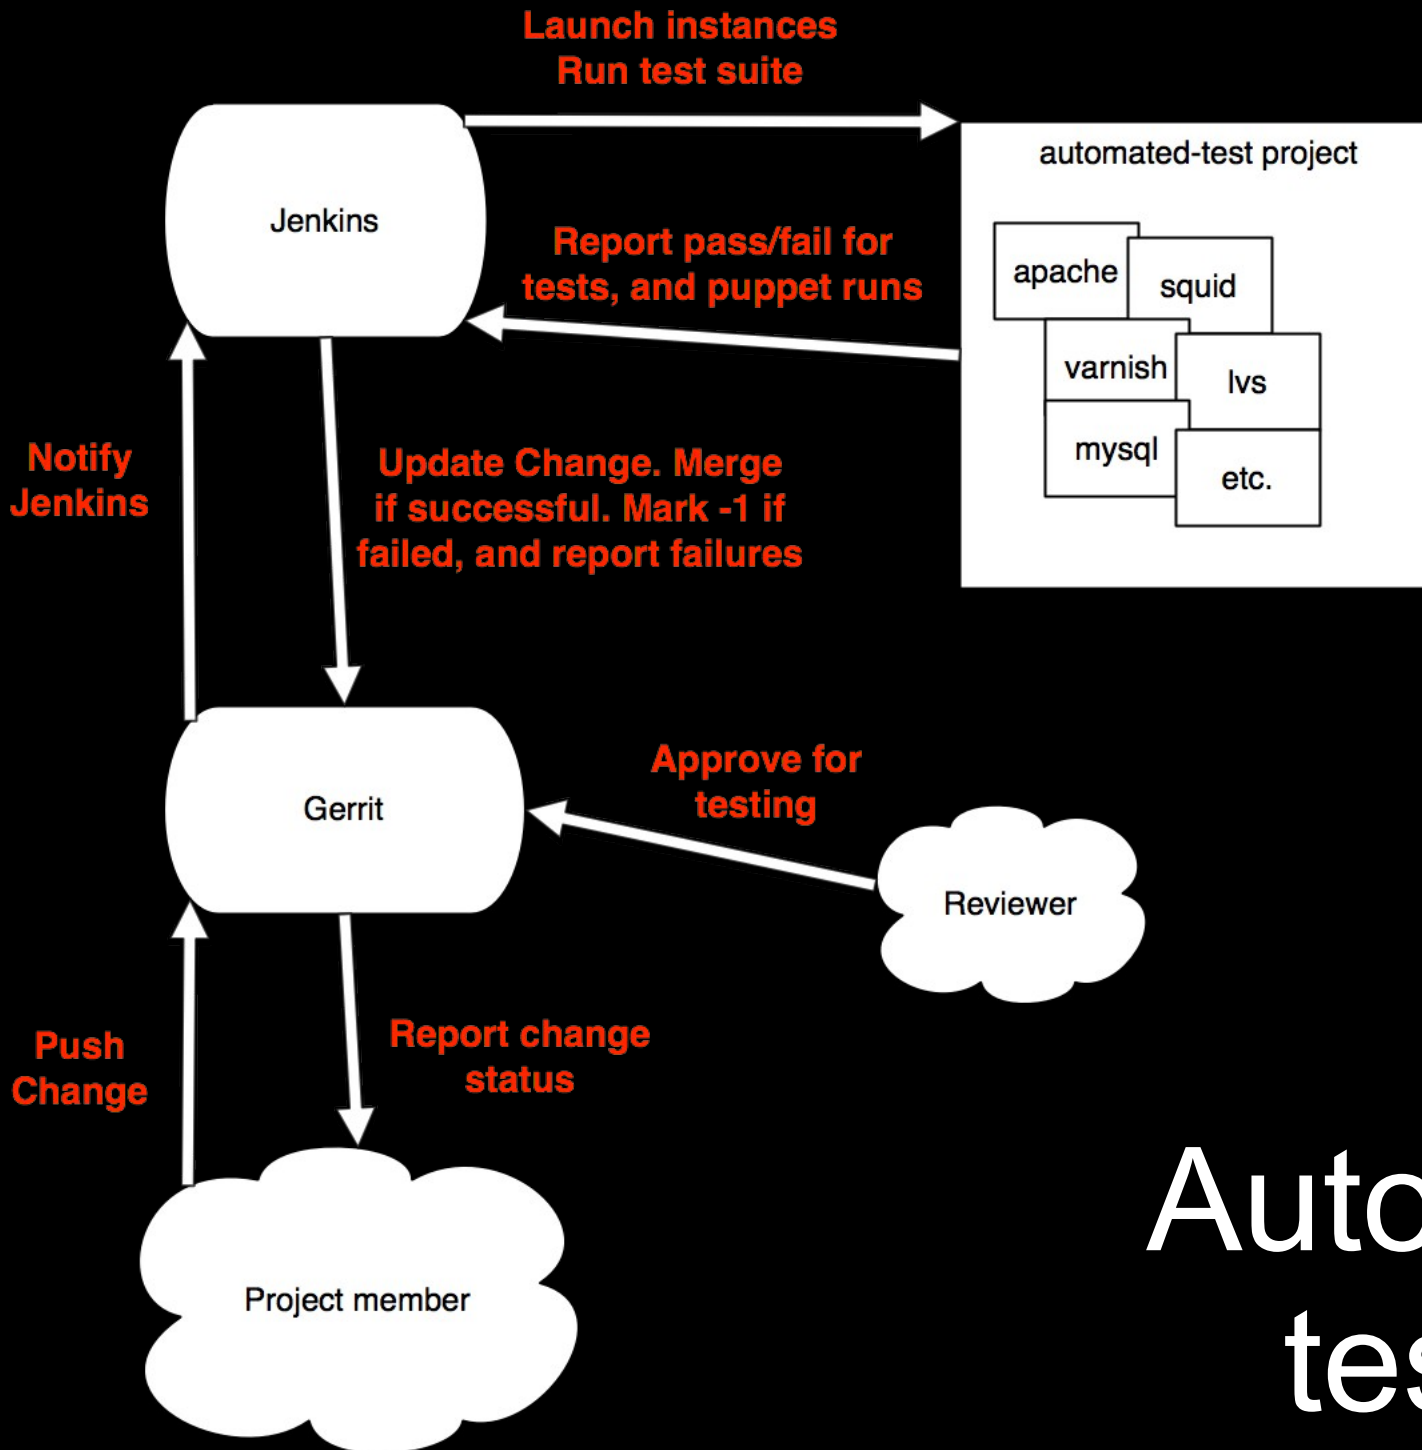 Launch instances
Run test suite
automated-test project
Jenkins
Report pass/fail for
tests, and puppet runs
apache
squid
varnish
lvs
mysql
etc.
Notify
Jenkins
Update Change. Merge
if successful. Mark -1 if
failed, and report failures
Approve for
testing
Gerrit
Reviewer
Push
Change
Report change
status
Project member
Auto
tes